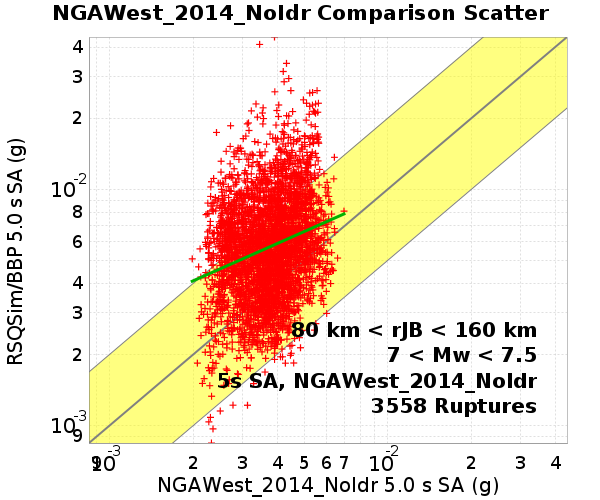 NGAWest_2014_NoIdr Comparison Scatter
RSQSim/BBP 5.0 s SA (g)
4
3
2
10⁻²
8
6
4
3
2
10⁻³
9
80 km < rJB < 160 km
7 < Mw < 7.5
5s SA, NGAWest_2014_NoIdr
3558 Ruptures
9 10⁻³ 2 3 4 5 6 7 10⁻² 2 3 4
NGAWest_2014_NoIdr 5.0 s SA (g)